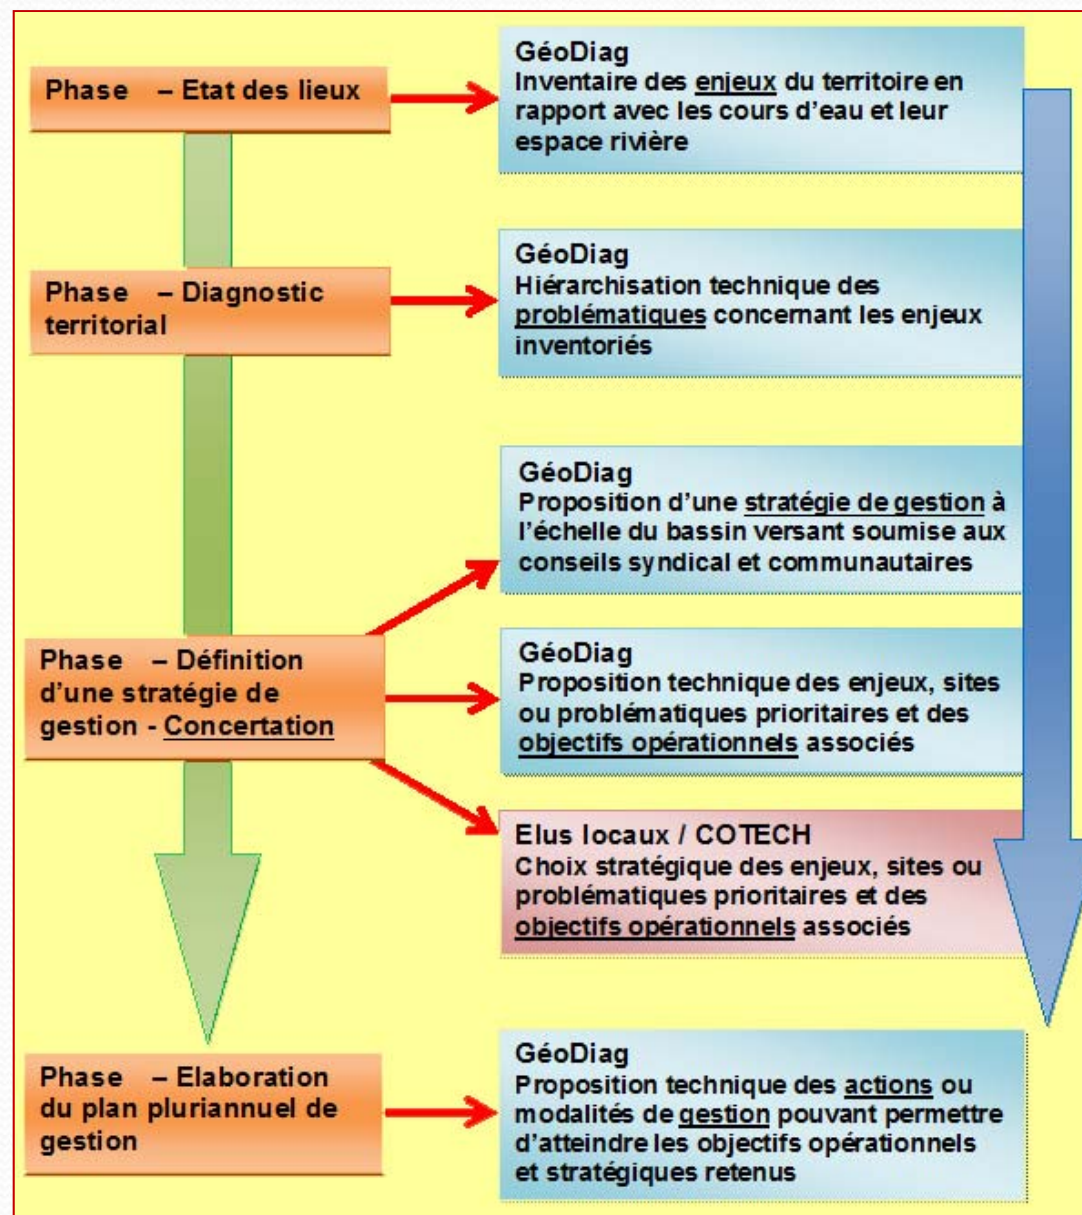 Phase – Etat des lieux
GéoDiag
Inventaire des enjeux du territoire en
rapport avec les cours d’eau et leur
espace rivière
Phase – Diagnostic
territorial
GéoDiag
Hiérarchisation technique des
problématiques concernant les enjeux
inventoriés
Phase – Définition
d’une stratégie de
gestion - Concertation
GéoDiag
Proposition d’une stratégie de gestion à
l’échelle du bassin versant soumise aux
conseils syndical et communautaires
GéoDiag
Proposition technique des enjeux, sites
ou problématiques prioritaires et des
objectifs opérationnels associés
Elus locaux / COTECH
Choix stratégique des enjeux, sites ou
problématiques prioritaires et des
objectifs opérationnels associés
Phase – Elaboration
du plan pluriannuel de
gestion
GéoDiag
Proposition technique des actions ou
modalités de gestion pouvant permettre
d’atteindre les objectifs opérationnels
et stratégiques retenus